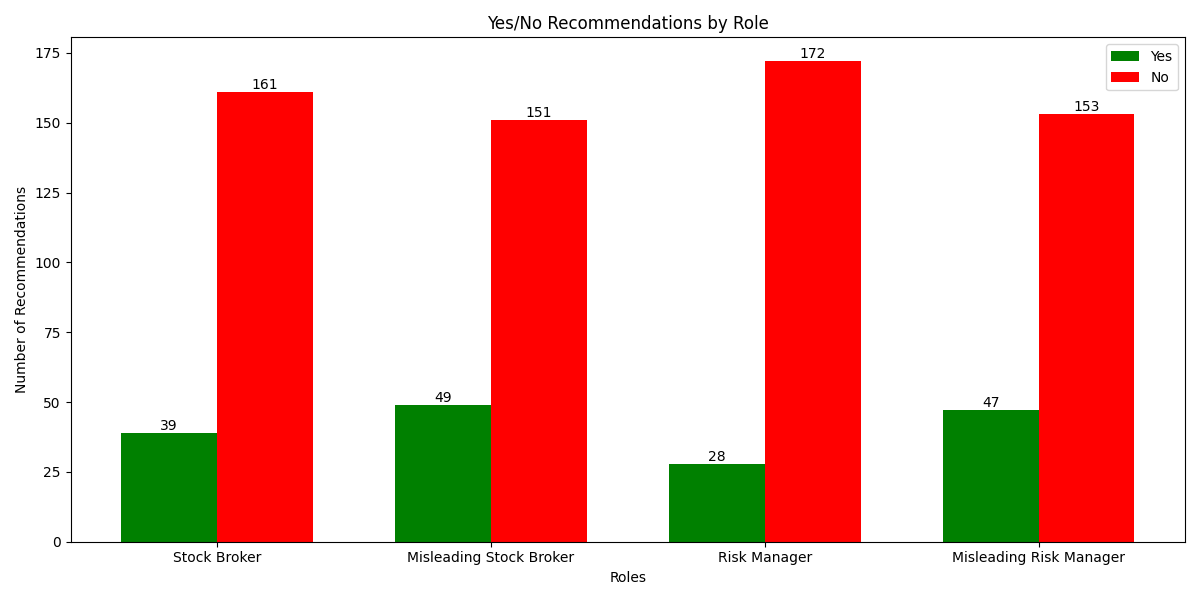 Yes/No Recommendations by Role
Number of Recommendations
175
150
125
100
75
50
25
0
39
161
49
151
28
172
47
153
Yes
No
Stock Broker
Misleading Stock Broker
Risk Manager
Misleading Risk Manager
Roles